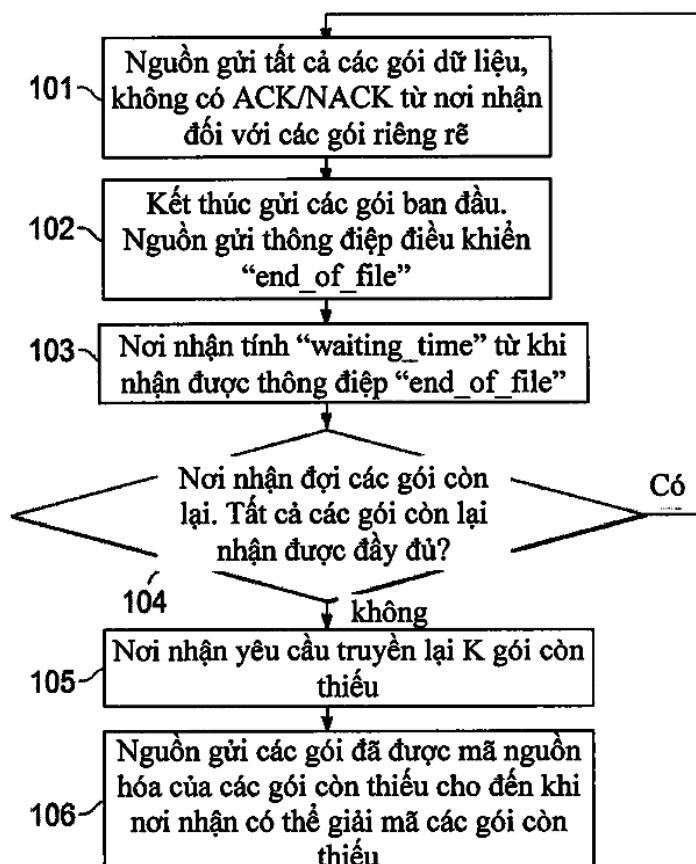 101
Nguồn gửi tất cả các gói dữ liệu,
không có ACK/NACK từ nơi nhận
đối với các gói riêng rẽ
102
Kết thúc gửi các gói ban đầu.
Nguồn gửi thông điệp điều khiển
“end_of_file”
103
Nơi nhận tính “waiting_time” từ khi
nhận được thông điệp “end_of_file”
Nơi nhận đợi các gói còn
lại. Tất cả các gói còn lại
nhận được đầy đủ?
Có
104
không
105
Nơi nhận yêu cầu truyền lại K gói còn
thiếu
106
Nguồn gửi các gói đã được mã nguồn
hóa của các gói còn thiếu cho đến khi
nơi nhận có thể giải mã các gói còn
thiếu